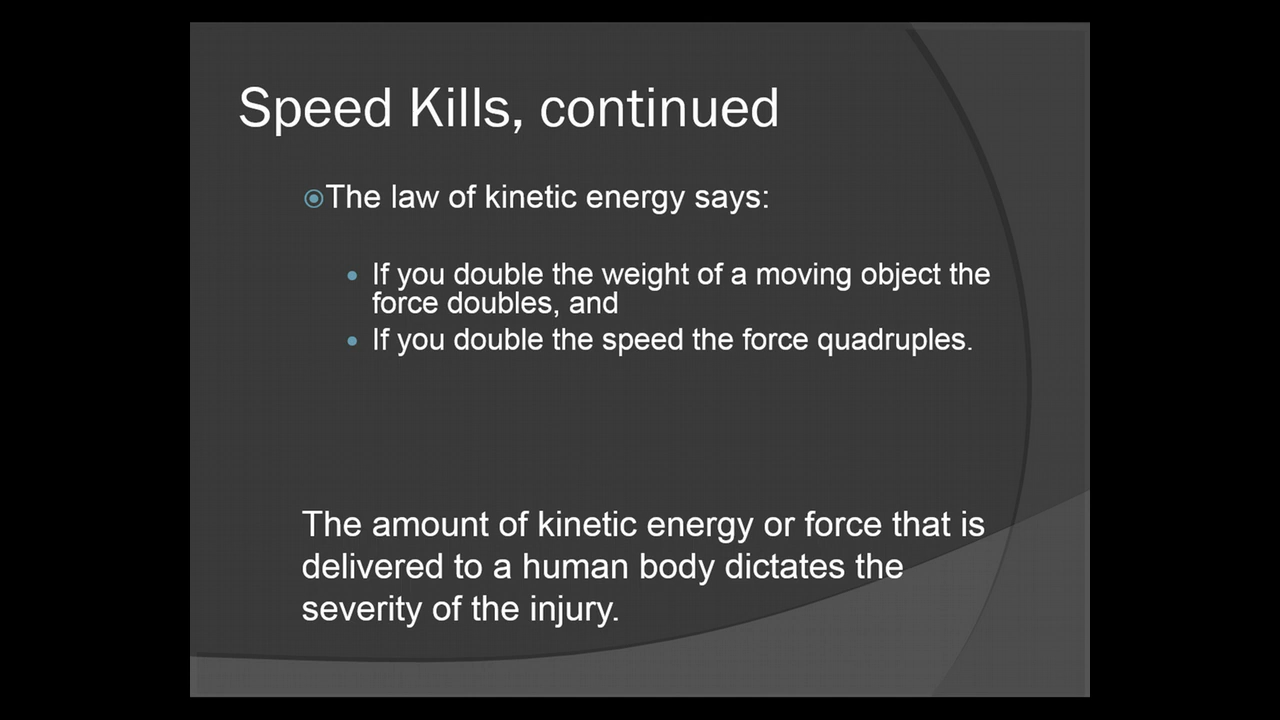 Speed Kills, continued
The law of kinetic energy says:
If you double the weight of a moving object the
force doubles, and
If you double the speed the force quadruples.
The amount of kinetic energy or force that is
delivered to a human body dictates the
severity of the injury.